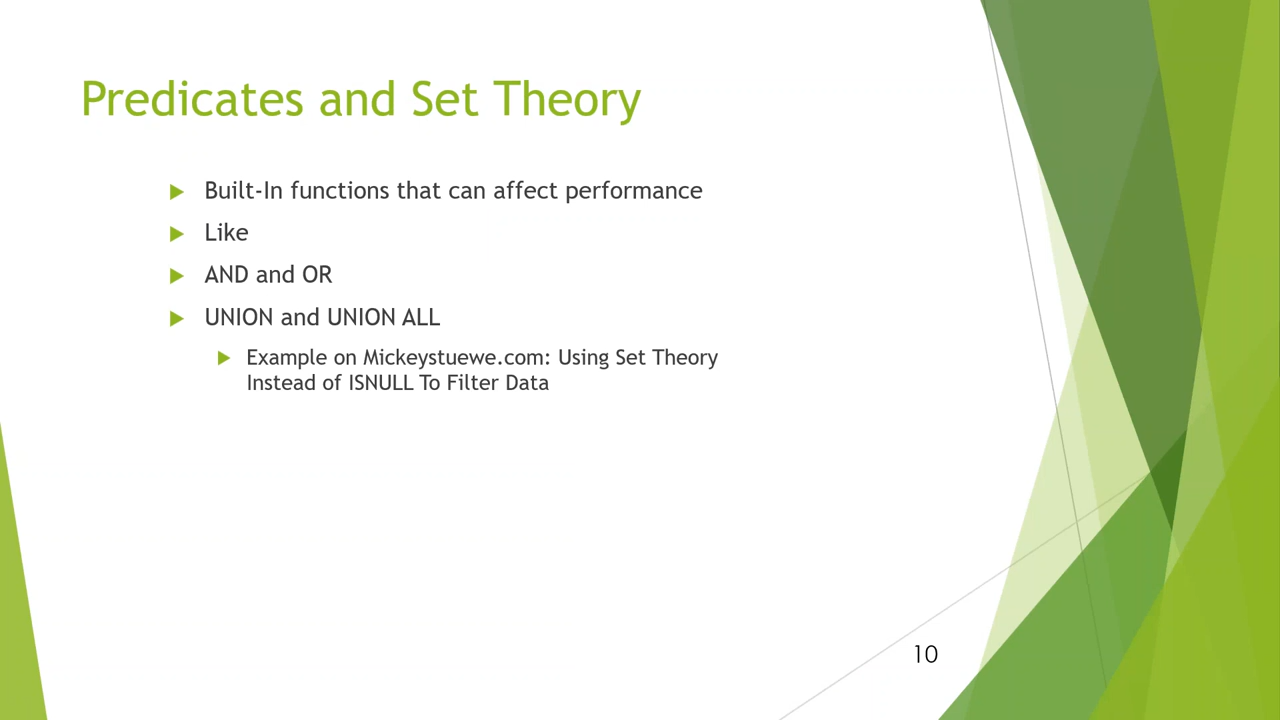 Predicates and Set Theory
Built-In functions that can affect performance
Like
AND and OR
UNION and UNION ALL
Example on Mickeystuewe.com: Using Set Theory
Instead of ISNULL To Filter Data
10